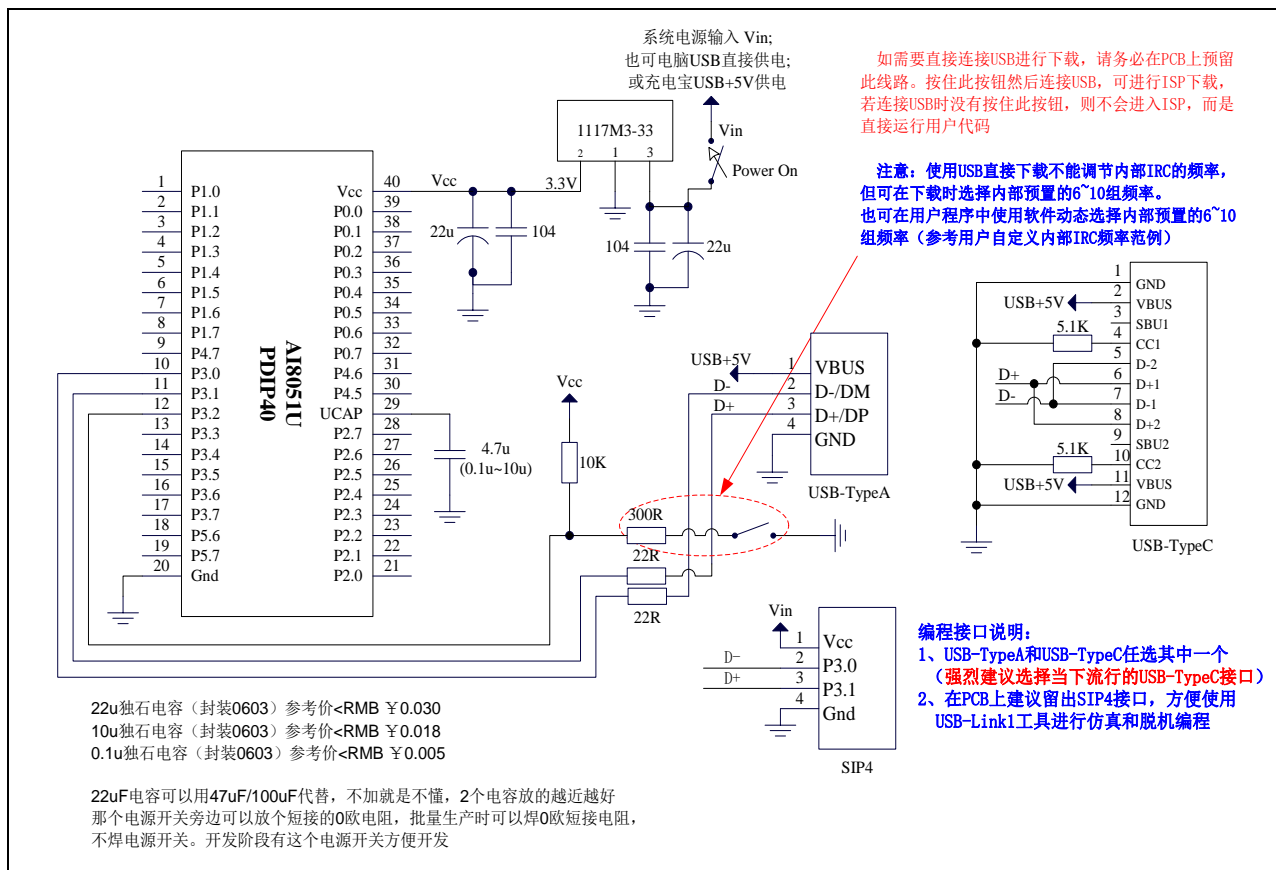 系统电源输入 Vin;
也可电脑USB直接供电;
或充电宝USB+5V供电
如需要直接连接USB进行下载，请务必在PCB上预留
此线路。按住此按钮然后连接USB，可进行ISP下载，
若连接USB时没有按住此按钮，则不会进入ISP，而是
直接运行用户代码
注意：使用USB直接下载不能调节内部IRC的频率，
但可在下载时选择内部预置的6~10组频率。
也可在用户程序中使用软件动态选择内部预置的6~10
组频率（参考用户自定义内部IRC频率范例）
1117M3-33
2 1 3
Vin
Power On
3.3V
Vcc
22u
104
104
22u
AI8051U
PDIP40
1 P1.0
2 P1.1
3 P1.2
4 P1.3
5 P1.4
6 P1.5
7 P1.6
8 P1.7
9 P4.7
10 P3.0
11 P3.1
12 P3.2
13 P3.3
14 P3.4
15 P3.5
16 P3.6
17 P3.7
18 P5.6
19 P5.7
20 Gnd
Vcc 40
P0.0 39
P0.1 38
P0.2 37
P0.3 36
P0.4 35
P0.5 34
P0.6 33
P0.7 32
P4.6 31
P4.5 30
UCAP 29
P2.7 28
P2.6 27
P2.5 26
P2.4 25
P2.3 24
P2.2 23
P2.1 22
P2.0 21
4.7u
(0.1u~10u)
Vcc
10K
300R
22R
22R
USB+5V
D-
D+
1 VBUS
2 D-/DM
3 D+/DP
4 GND
USB-TypeA
USB+5V
5.1K
D+
D-
5.1K
USB+5V
1 GND
2 VBUS
3 SBU1
4 CC1
5 D-2
6 D+1
7 D-1
8 D+2
9 SBU2
10 CC2
11 VBUS
12 GND
USB-TypeC
Vin
D-
D+
1 Vcc
2 P3.0
3 P3.1
4 Gnd
SIP4
编程接口说明：
1、USB-TypeA和USB-TypeC任选其中一个
（强烈建议选择当下流行的USB-TypeC接口）
2、在PCB上建议留出SIP4接口，方便使用
USB-Link1工具进行仿真和脱机编程
22u独石电容（封装0603）参考价<RMB ￥0.030
10u独石电容（封装0603）参考价<RMB ￥0.018
0.1u独石电容（封装0603）参考价<RMB ￥0.005
22uF电容可以用47uF/100uF代替，不加就是不懂，2个电容放的越近越好
那个电源开关旁边可以放个短接的0欧电阻，批量生产时可以焊0欧短接电阻，
不焊电源开关。开发阶段有这个电源开关方便开发